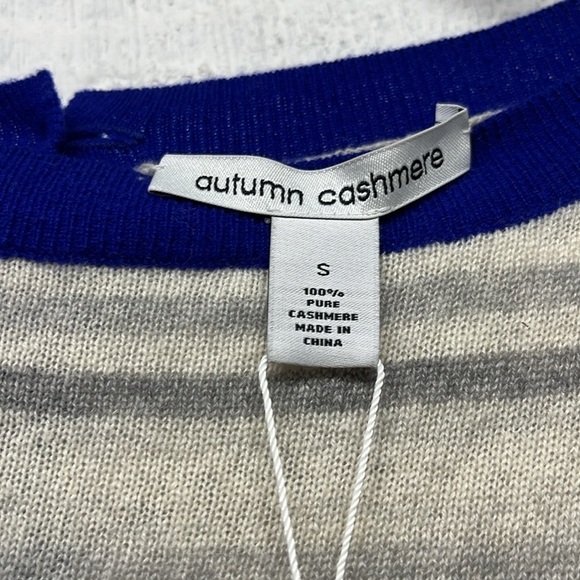 autumn cashmere
S
100%
PURE
CASHMERE
MADE IN
CHINA